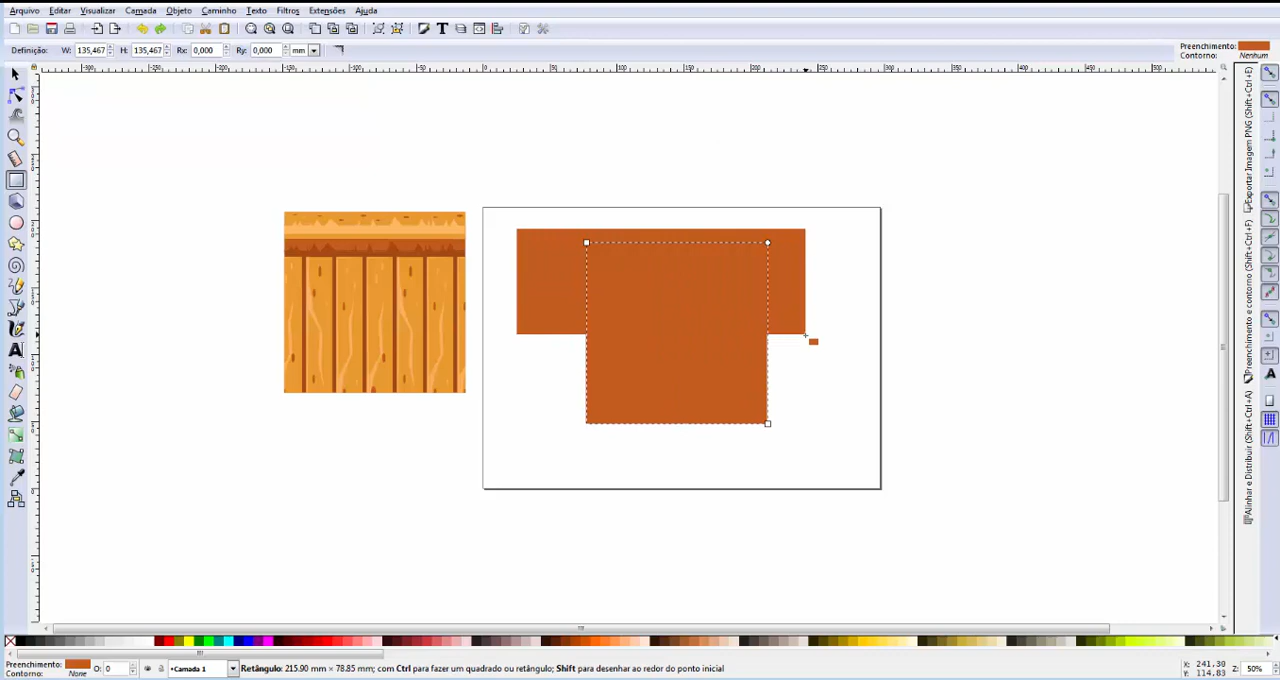 Arquivo Editar Visualizar Camada Objeto Caminho Texto Filtros Extensões Ajuda
Definição: W: 135,467 H: 135,467 Rx: 0,000 Ry: 0,000 mm
Preenchimento:
Contorno: Nenhum
Exportar Imagem PNG (Shift+Ctrl+E)
Preenchimento e contorno (Shift+Ctrl+F)
Alinhar e Distribuir (Shift+Ctrl+A)
Preenchimento: O: 0 •Camada 1 Retângulo: 215.90 mm × 78.85 mm; com Ctrl para fazer um quadrado ou retângulo; Shift para desenhar ao redor do ponto inicial X: 241.30 Z: 50%
Contorno: None Y: 114.83